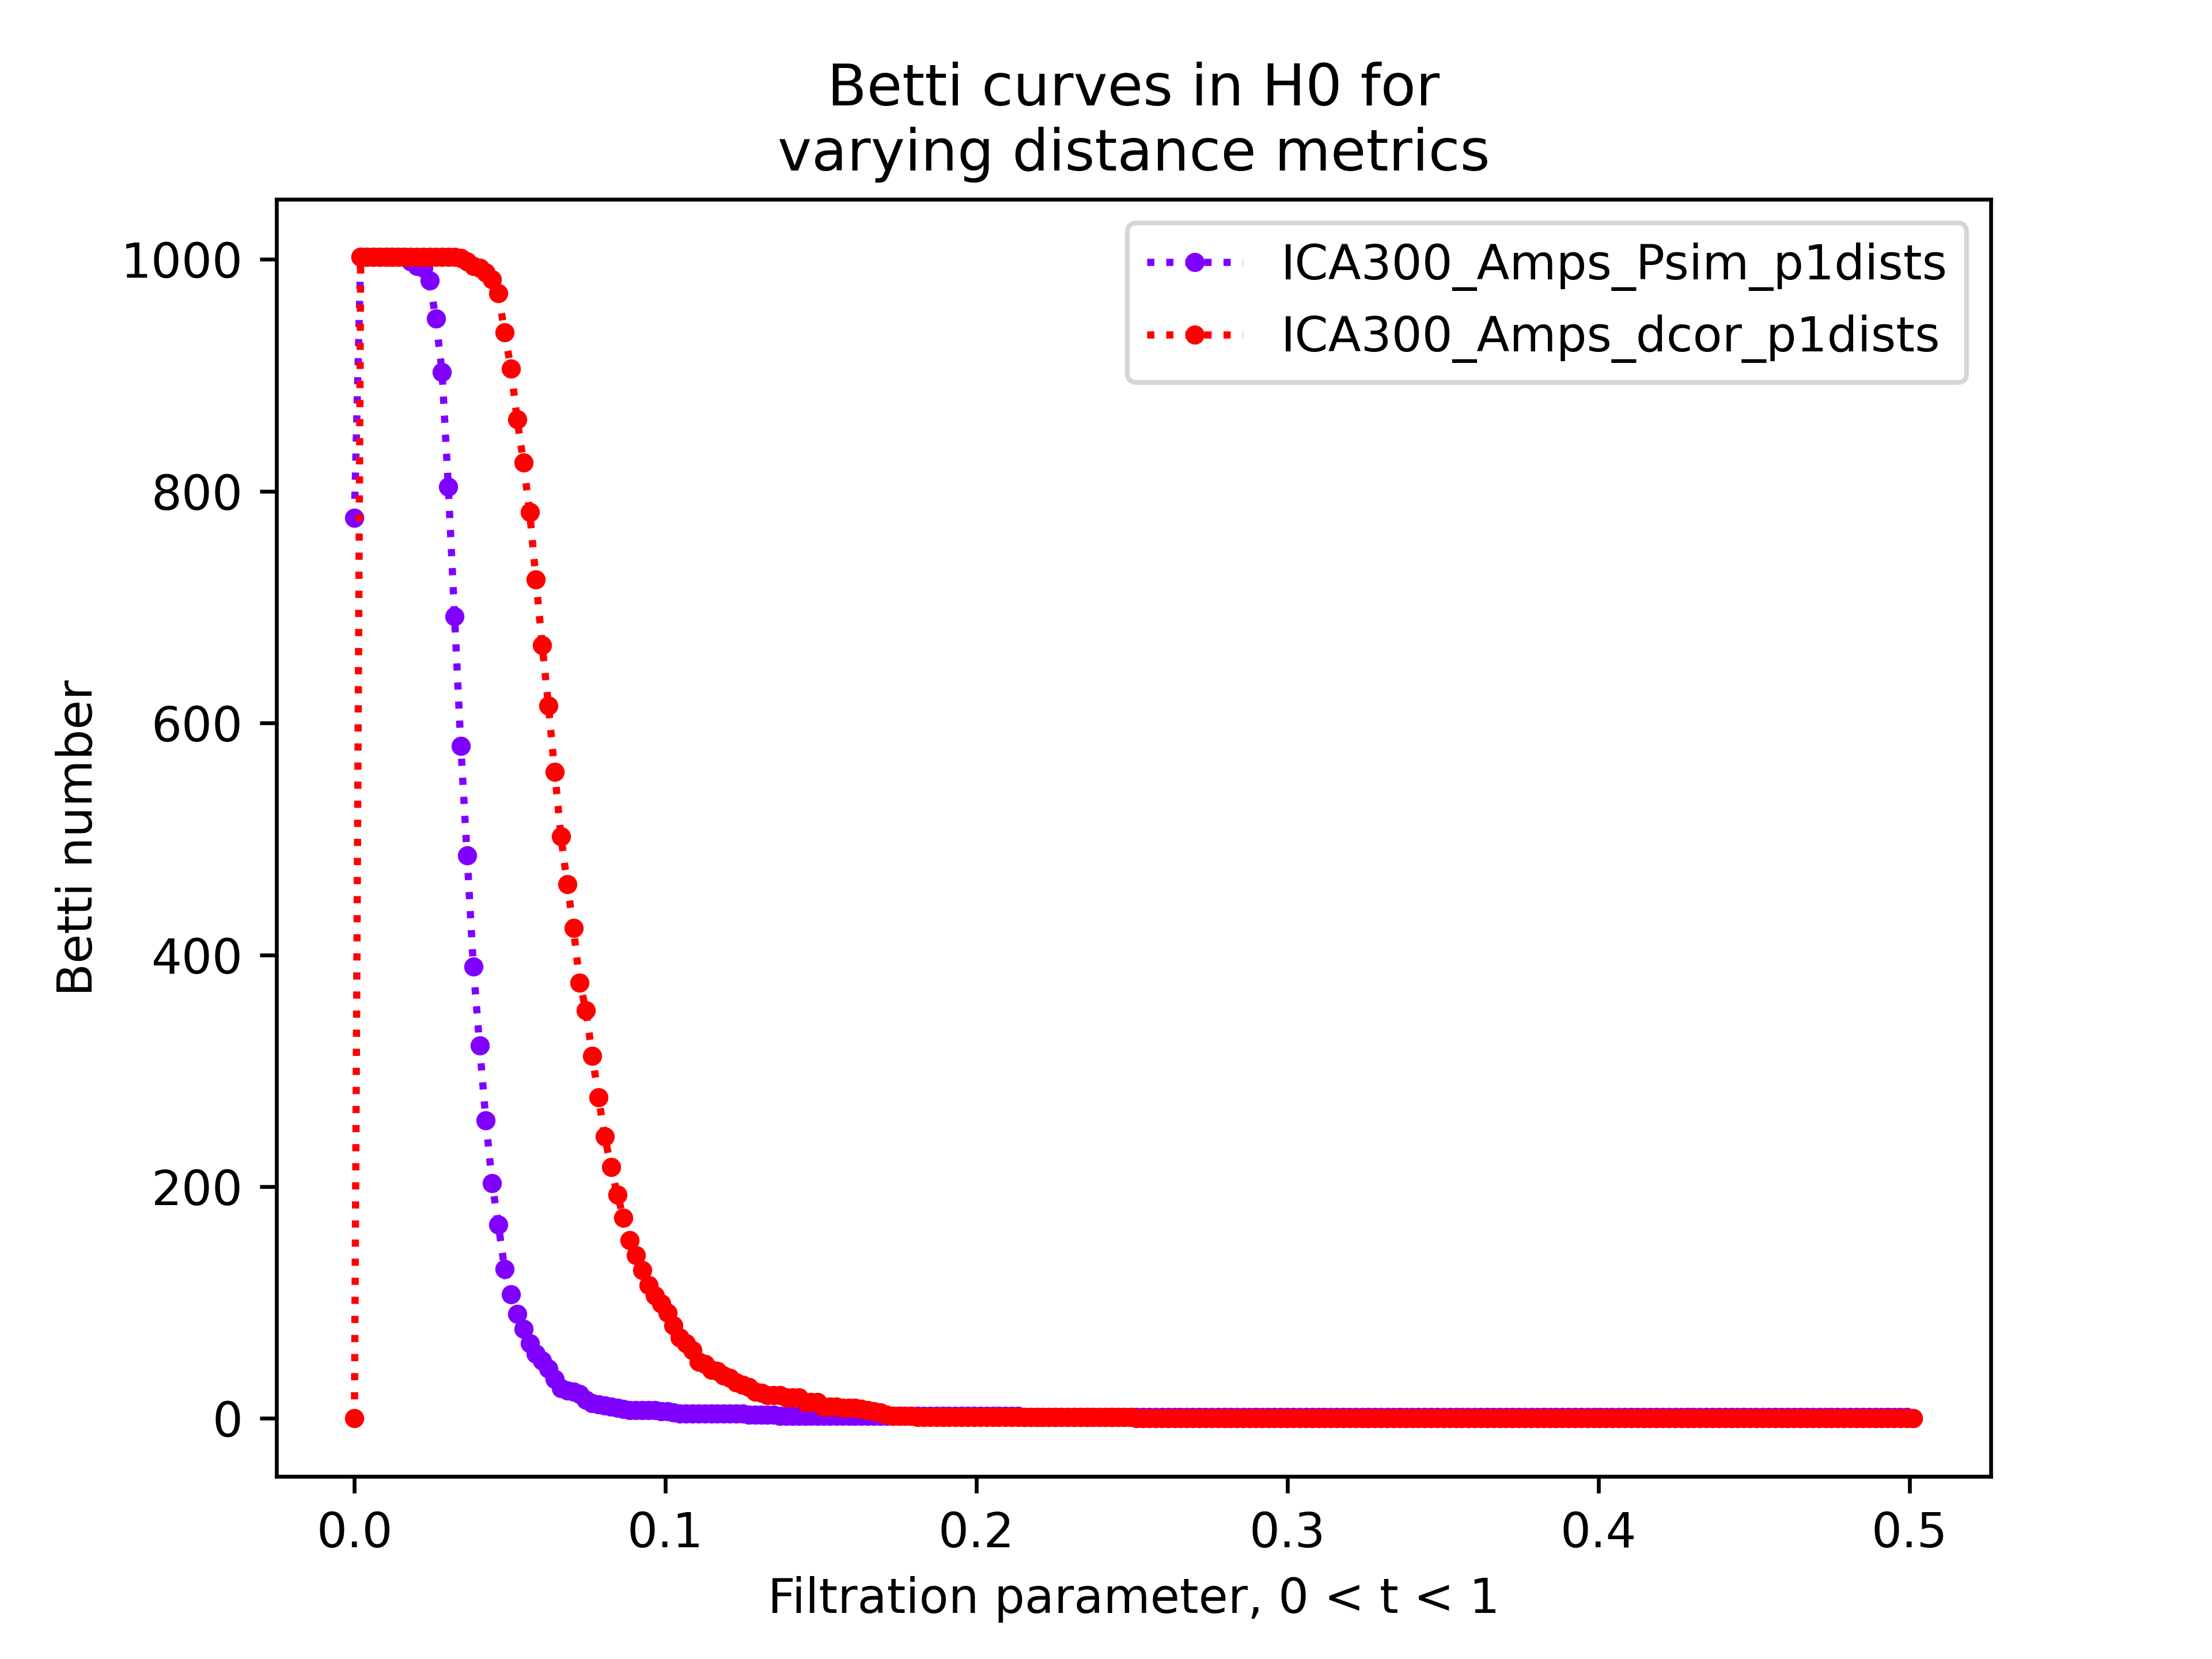 Betti curves in H0 for
varying distance metrics
ICA300_Amps_Psim_p1dists
ICA300_Amps_dcor_p1dists
Betti number
1000
800
600
400
200
0
0.0 0.1 0.2 0.3 0.4 0.5
Filtration parameter, 0 < t < 1